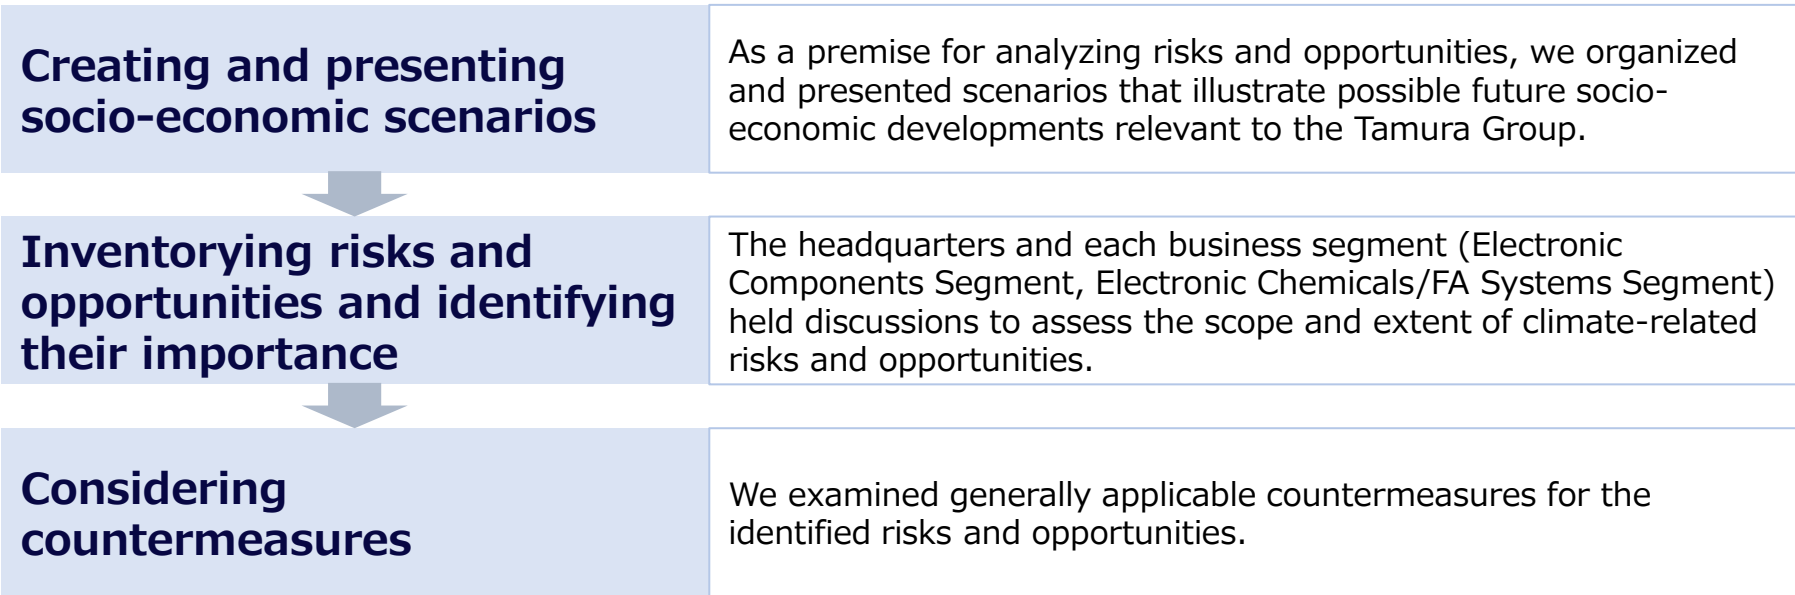 Creating and presenting
socio-economic scenarios
As a premise for analyzing risks and opportunities, we organized
and presented scenarios that illustrate possible future socio-
economic developments relevant to the Tamura Group.
Inventorying risks and
opportunities and identifying
their importance
The headquarters and each business segment (Electronic
Components Segment, Electronic Chemicals/FA Systems Segment)
held discussions to assess the scope and extent of climate-related
risks and opportunities.
Considering
countermeasures
We examined generally applicable countermeasures for the
identified risks and opportunities.